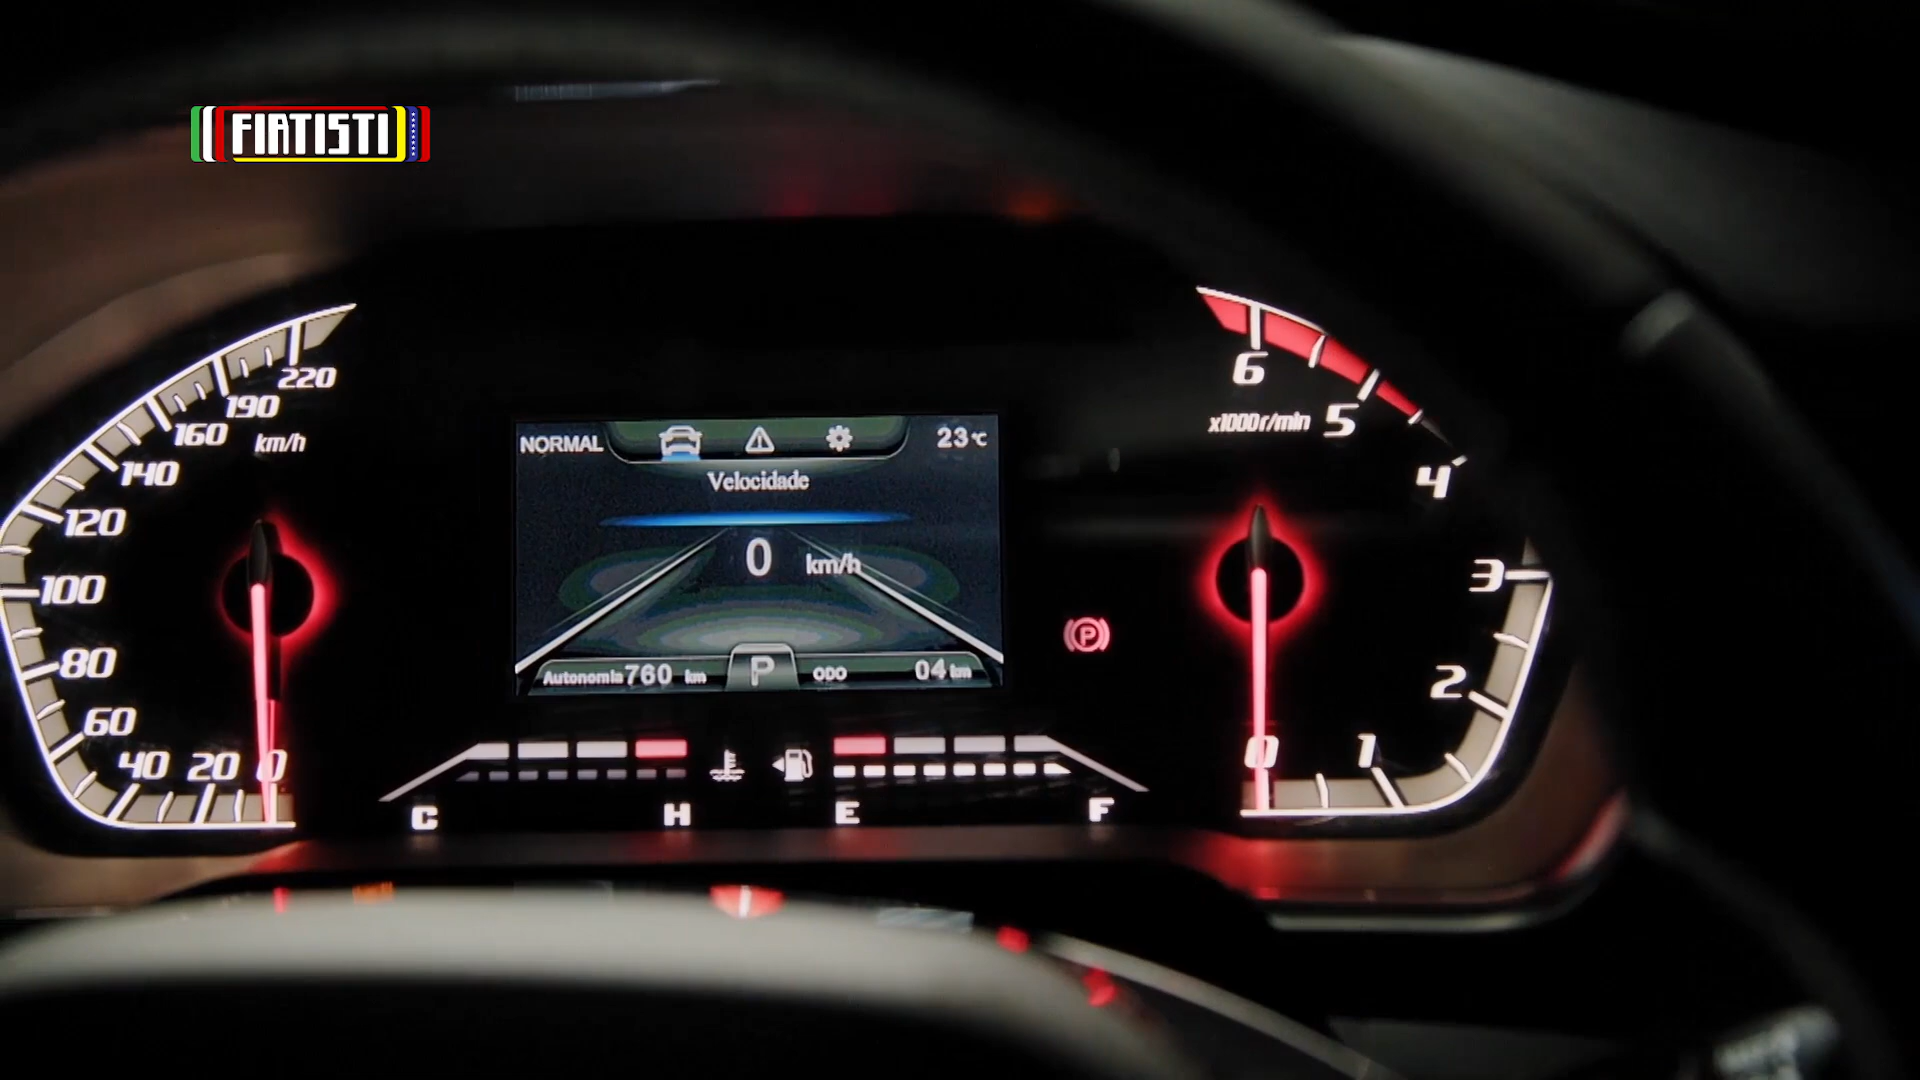 FIATISTI
220
190
160
km/h
140
120
100
80
60
40 20 0
NORMAL
23°C
Velocidade
0 km/h
Autonomia 760 km
P
ODO 04 km
C H
E F
P
6
x1000r/min
5
4
3
2
1
0